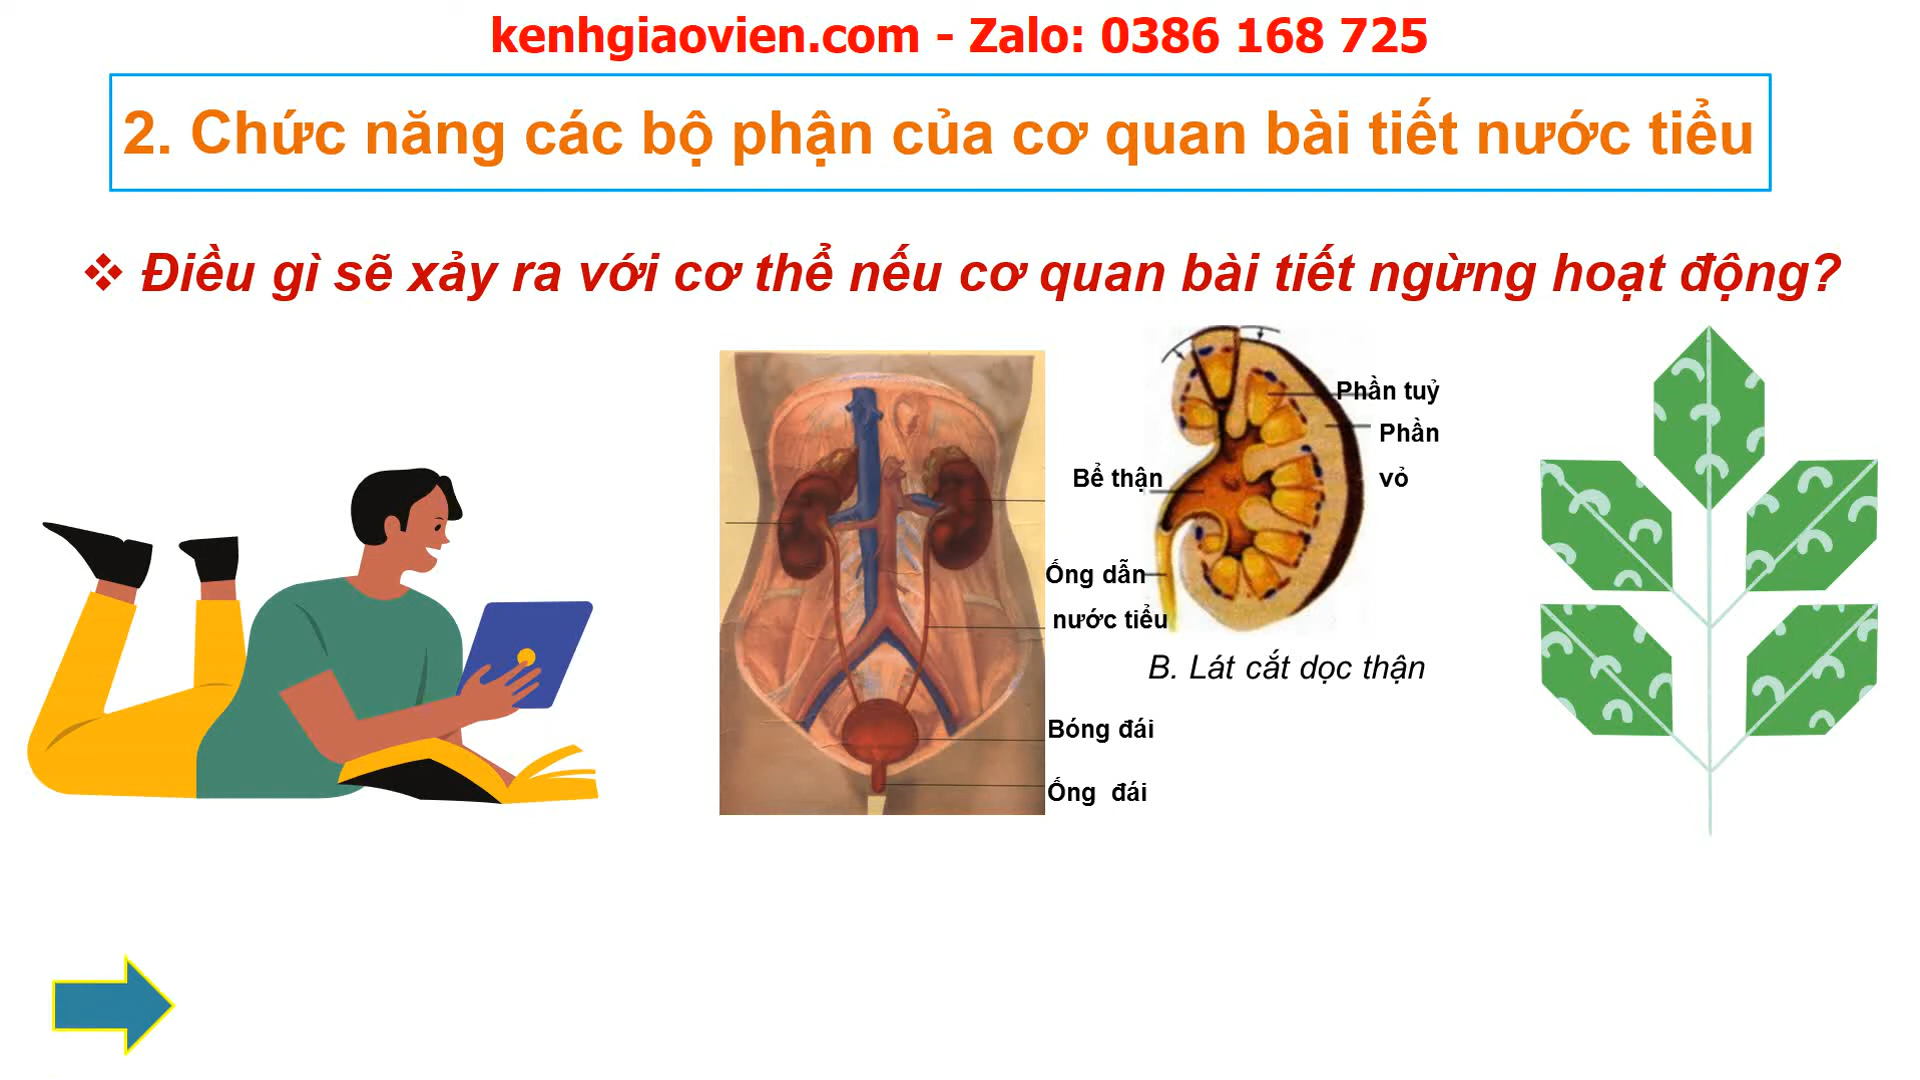 kenhgiaovien.com - Zalo: 0386 168 725
2. Chức năng các bộ phận của cơ quan bài tiết nước tiểu
❖ Điều gì sẽ xảy ra với cơ thể nếu cơ quan bài tiết ngừng hoạt động?
Phần tuỷ
Phần
vỏ
Bể thận
Ống dẫn
nước tiểu
B. Lát cắt dọc thận
Bóng đái
Ống đái